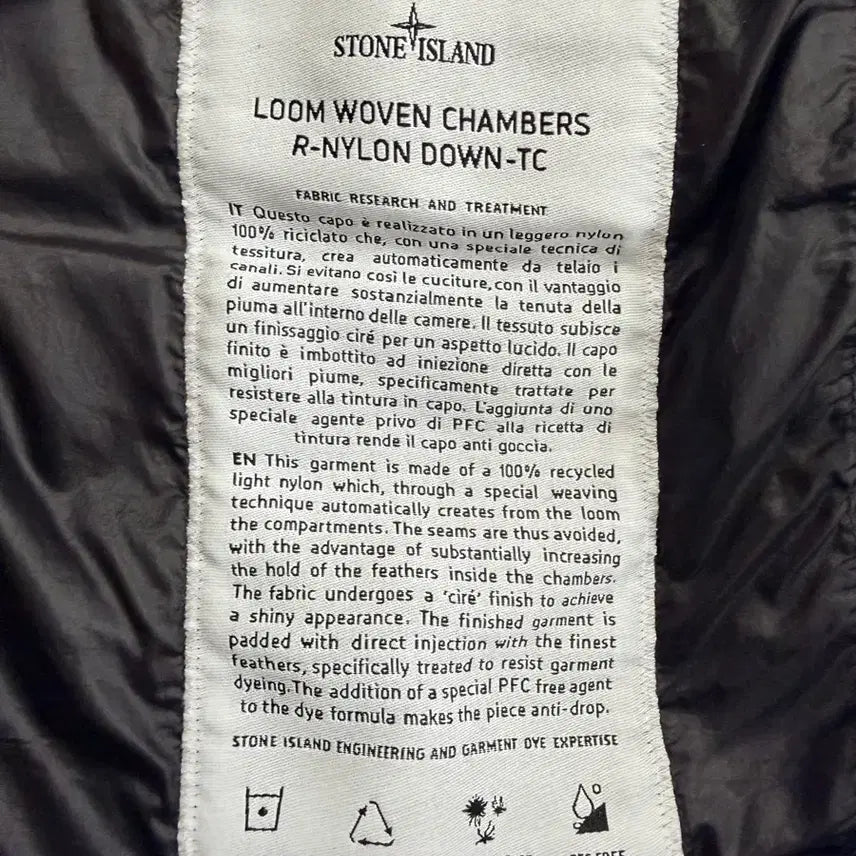 STONE ISLAND
LOOM WOVEN CHAMBERS
R-NYLON DOWN-TC
FABRIC RESEARCH AND TREATMENT
IT Questo capo è realizzato in un leggero nylon
100% riciclato che, con una speciale tecnica di
tessitura, crea automaticamente da telaio i
canali. Si evitano così le cuciture, con il vantaggio
di aumentare sostanzialmente la tenuta della
piuma all'interno delle camere. Il tessuto subisce
un finissaggio ciré per un aspetto lucido. Il capo
finito è imbottito ad iniezione diretta con le
migliori piume, specificamente trattate per
resistere alla tintura in capo. L'aggiunta di uno
speciale agente privo di PFC alla ricetta di
tintura rende il capo anti goccia.
EN This garment is made of a 100% recycled
light nylon which, through a special weaving
technique automatically creates from the loom
the compartments. The seams are thus avoided,
with the advantage of substantially increasing
the hold of the feathers inside the chambers.
The fabric undergoes a 'ciré' finish to achieve
a shiny appearance. The finished garment is
padded with direct injection with the finest
feathers, specifically treated to resist garment
dyeing. The addition of a special PFC free agent
to the dye formula makes the piece anti-drop.
STONE ISLAND ENGINEERING AND GARMENT DYE EXPERTISE